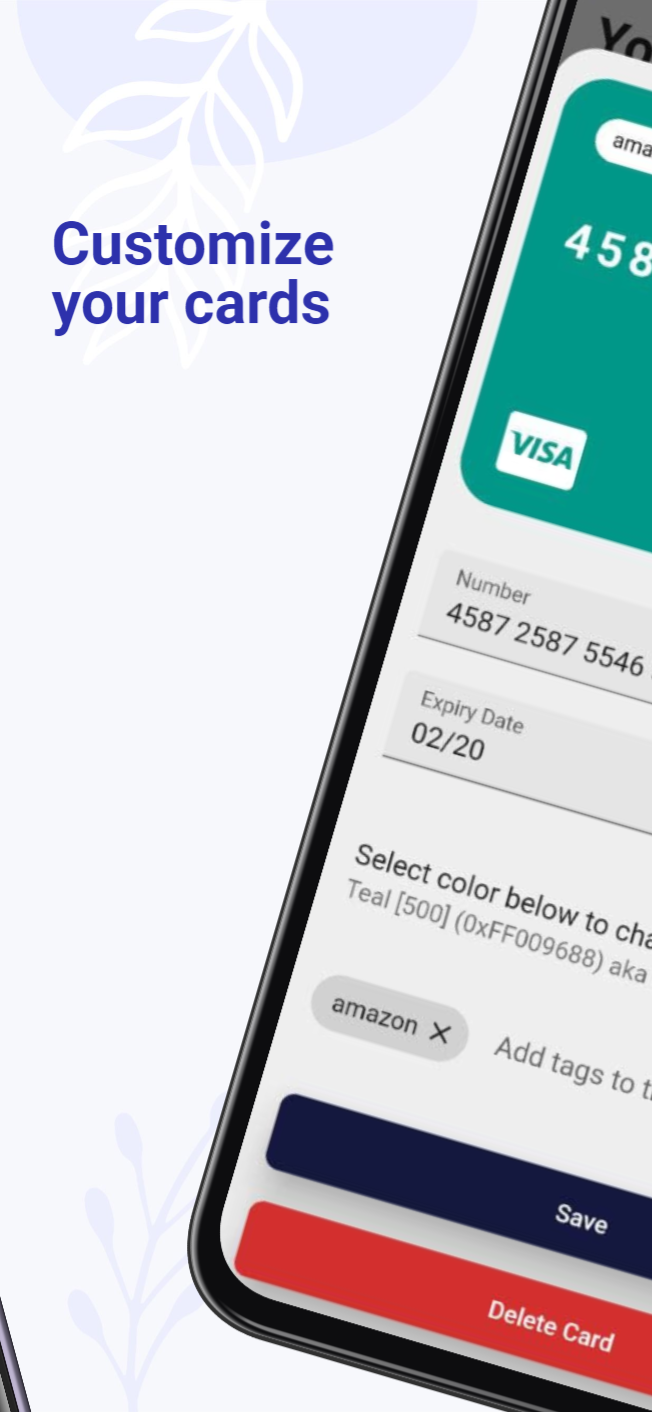 Customize
your cards
Yo
ama
458
VISA
Number
4587 2587 5546
Expiry Date
02/20
Select color below to cha
Teal [500] (0xFF009688) aka
amazon
Add tags to t
Save
Delete Card